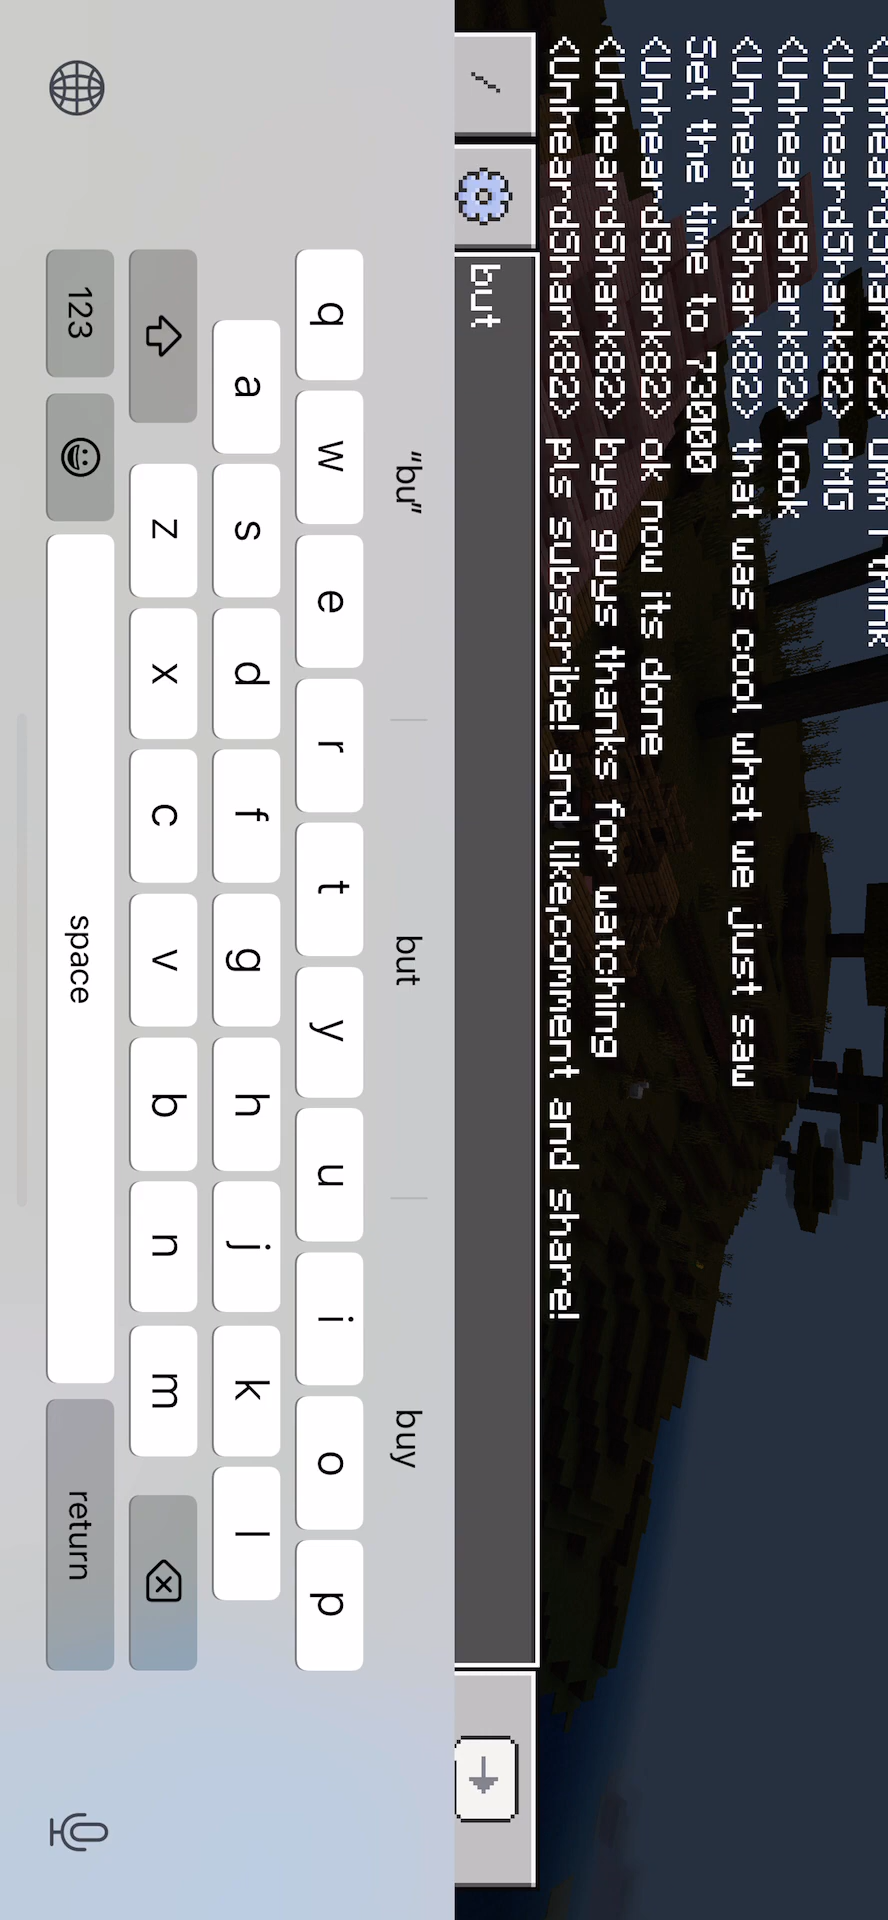 <UnheardShark82> OMG
<UnheardShark82> look
<UnheardShark82> that was cool what we just saw
Set the time to 73000
<UnheardShark82> ok now its done
<UnheardShark82> bye guys thanks for watching
<UnheardShark82> pls subscribe! and like,comment and share!
/
but
"bu" but buy
q w e r t y u i o p
a s d f g h j k l
z x c v b n m
123 space return